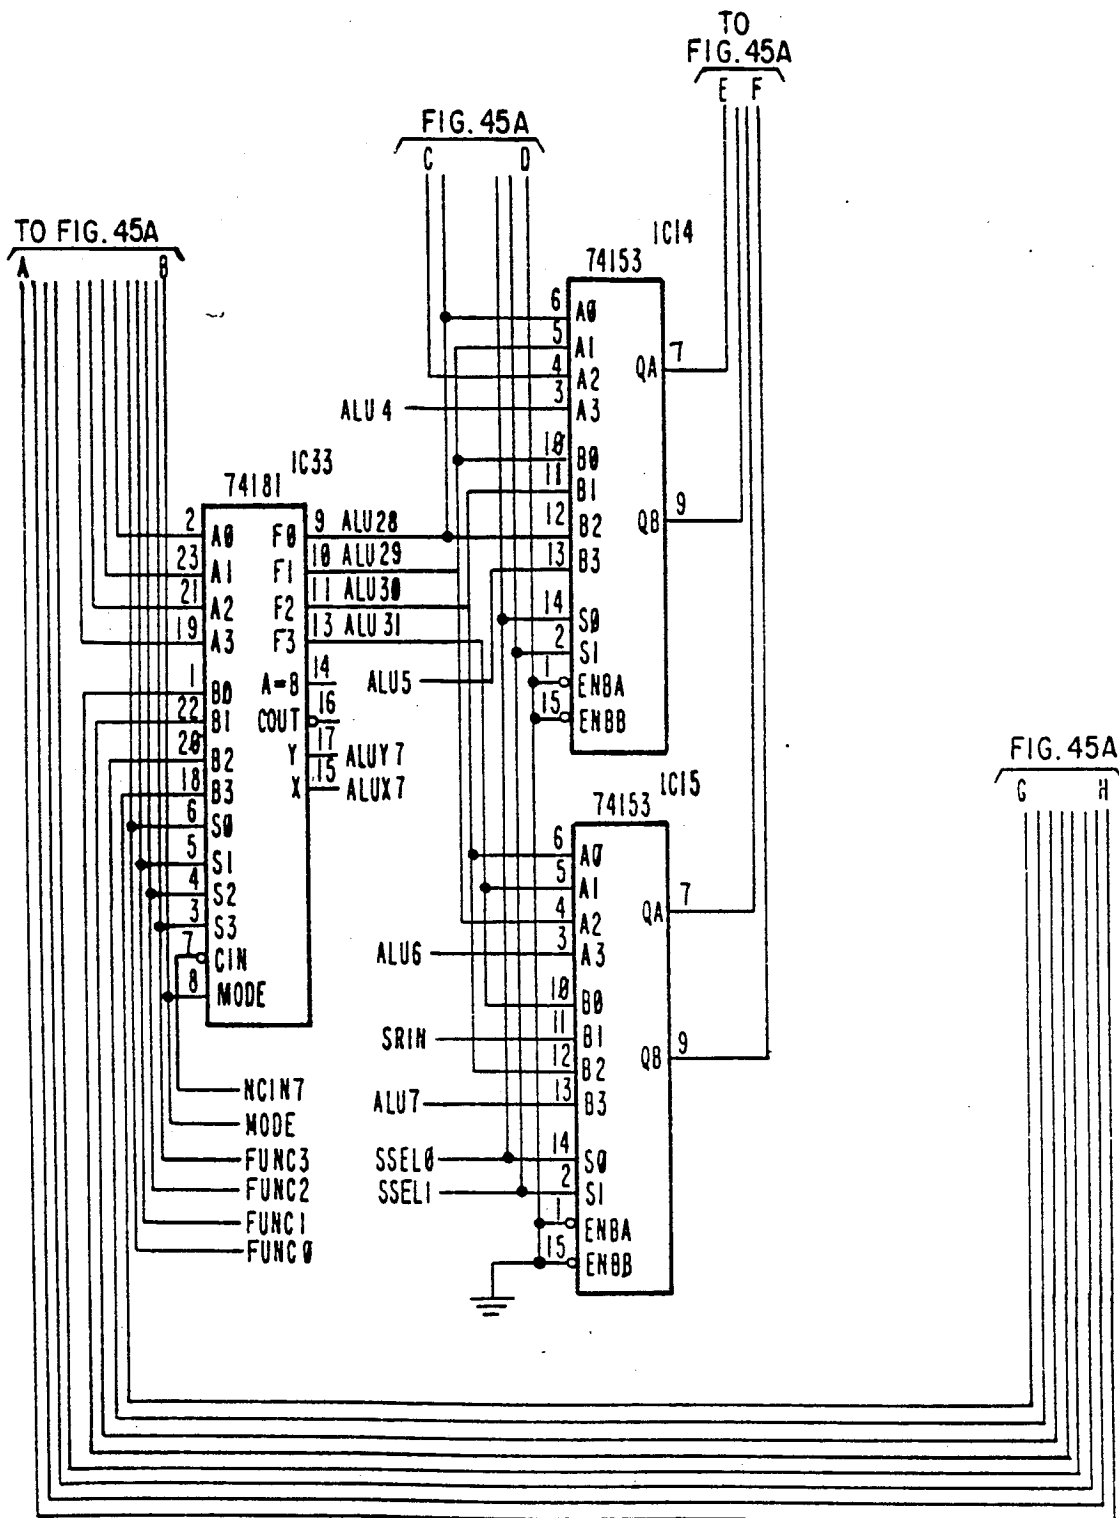 TO
FIG. 45A
E F
FIG. 45A
C D
TO FIG. 45A
A B
IC14
74153
6 A0
5 A1
4 A2
3 A3
ALU 4
QA 7
10 B0
11 B1
12 B2
13 B3
QB 9
14 S0
2 S1
1 ENBA
15 ENBB
ALU5
IC33
74181
2 A0
23 A1
21 A2
19 A3
1 B0
22 B1
20 B2
18 B3
6 S0
5 S1
4 S2
3 S3
7 CIN
8 MODE
F0 9 ALU28
F1 10 ALU29
F2 11 ALU30
F3 13 ALU31
A=B 14
COUT 16
Y 17 ALUY7
X 15 ALUX7
NCIN7
MODE
FUNC3
FUNC2
FUNC1
FUNC0
IC15
74153
6 A0
5 A1
4 A2
3 A3
ALU6
QA 7
10 B0
11 B1
12 B2
13 B3
SRIN
ALU7
QB 9
14 S0
2 S1
SSEL0
SSEL1
1 ENBA
15 ENBB
FIG. 45A
G H